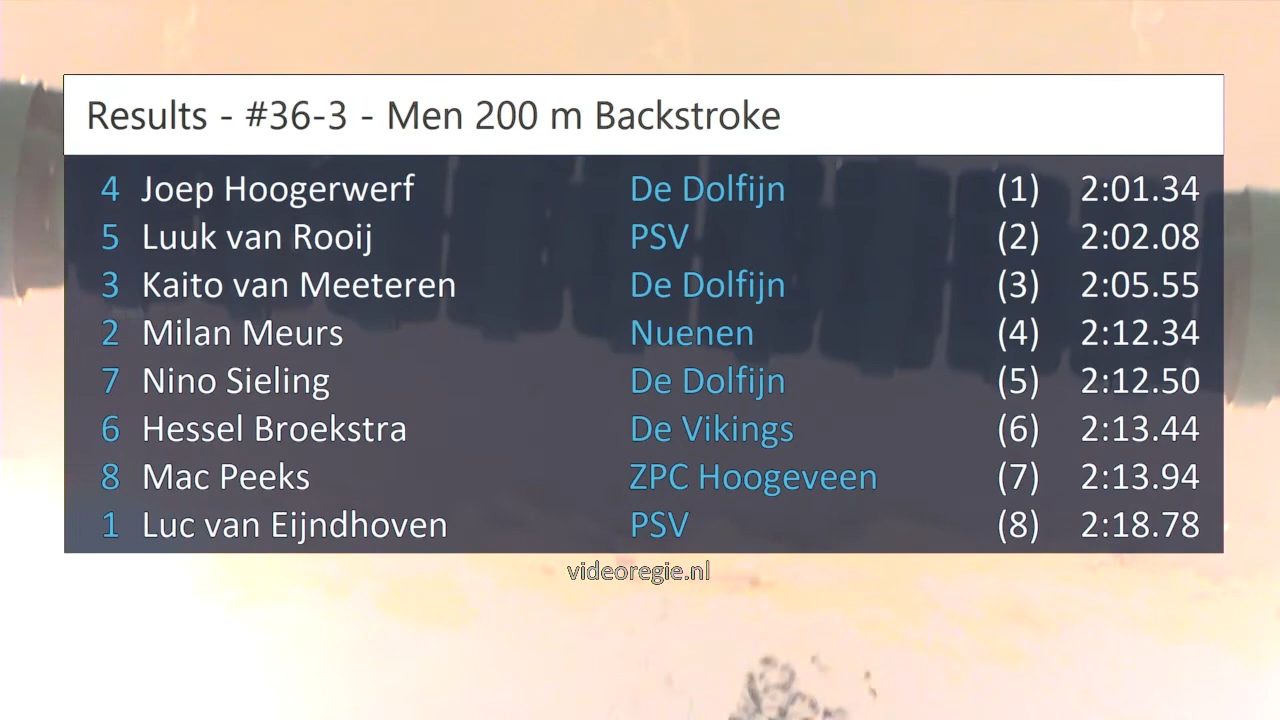 Results - #36-3 - Men 200 m Backstroke
4 Joep Hoogerwerf De Dolfijn (1) 2:01.34
5 Luuk van Rooij PSV (2) 2:02.08
3 Kaito van Meeteren De Dolfijn (3) 2:05.55
2 Milan Meurs Nuenen (4) 2:12.34
7 Nino Sieling De Dolfijn (5) 2:12.50
6 Hessel Broekstra De Vikings (6) 2:13.44
8 Mac Peeks ZPC Hoogeveen (7) 2:13.94
1 Luc van Eijndhoven PSV (8) 2:18.78
videoregie.nl